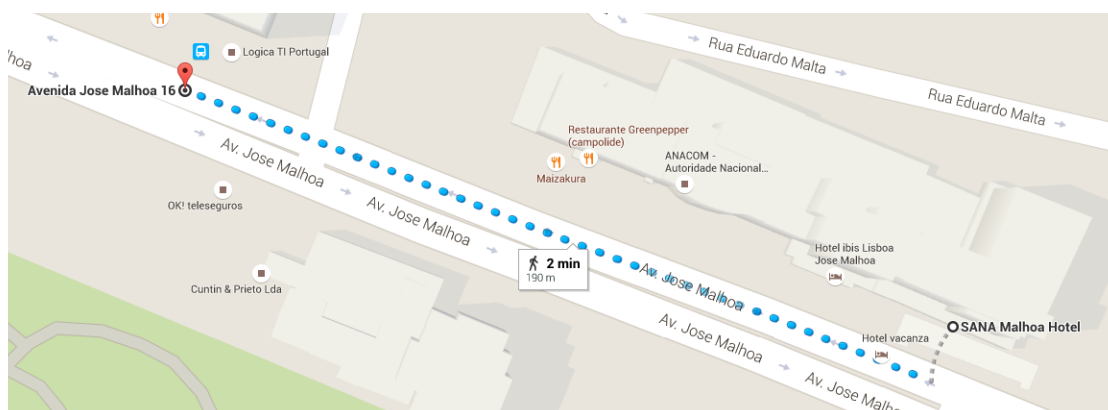 Logica TI Portugal
Rua Eduardo Malta
Rua Eduardo Malta
lhoa
Avenida Jose Malhoa 16
Av. Jose Malhoa
Restaurante Greenpepper
(campolide)
Maizakura
ANACOM -
Autoridade Nacional...
OK! teleseguros
Av. Jose Malhoa
Hotel ibis Lisboa
Jose Malhoa
2 min
190 m
Av. Jose Malhoa
Cuntin & Prieto Lda
SANA Malhoa Hotel
Av. Jose Malhoa
Hotel vacanza
Av. Jose Malhoa